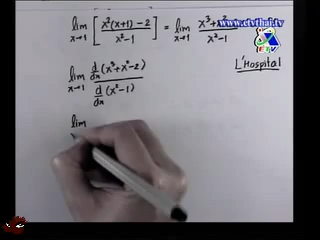 www.etvthai.tv
ETV
lim x→1 [ x²(x+1) - 2 / x² - 1 ] = lim x→1 x³+x² / x² - 1
lim x→1 d/dx (x³+x²-2) / d/dx (x²-1)
L'Hospital
lim